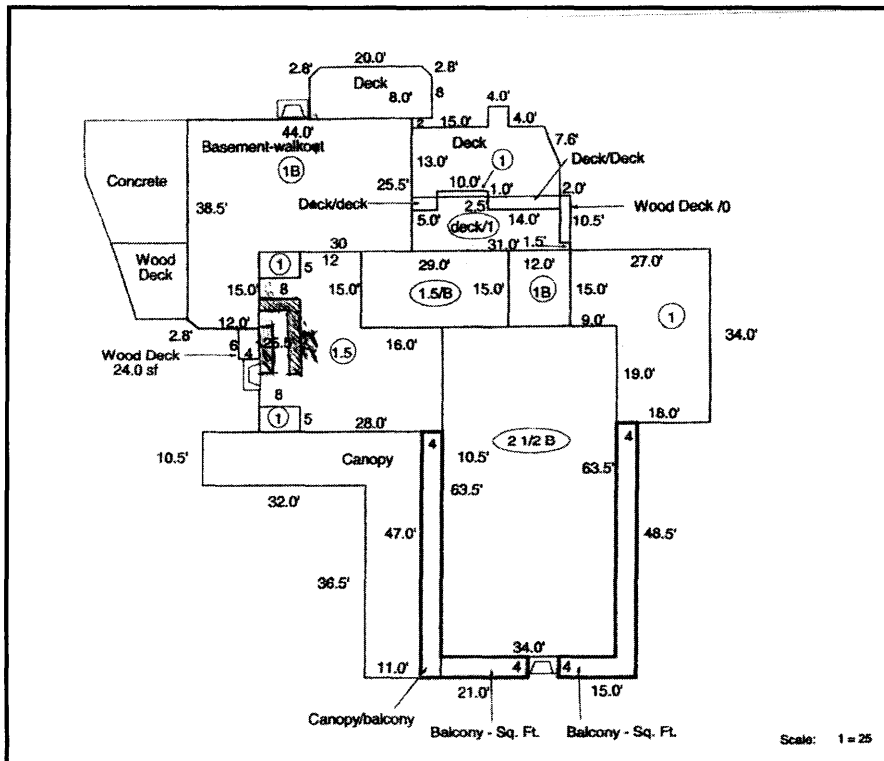 20.0'
2.8' 2.8'
Deck
8.0' 8
4.0'
44.0' 2 15.0' 4.0'
Basement-walkout Deck 7.6'
1B 13.0' 1 Deck/Deck
Concrete 25.5' 10.0' 1.0' 2.0'
38.5' Deck/deck 5.0' 2.5' 14.0' 10.5' Wood Deck /0
deck/1
30 31.0' 1.5'
Wood
Deck
1 5 12 29.0' 12.0' 27.0'
15.0' 8 15.0' 1.5/B 15.0' 1B 15.0' 1
2.8' 12.0' 9.0' 34.0'
6 4 25.5' 1.5 16.0'
Wood Deck
24.0 sf
19.0'
8
1 5 28.0' 18.0'
4 2 1/2 B 4
10.5' Canopy 10.5' 63.5'
32.0' 63.5'
47.0' 48.5'
36.5'
34.0'
11.0' 4 4
21.0' 15.0'
Canopy/balcony Balcony - Sq. Ft. Balcony - Sq. Ft.
Scale: 1 = 25